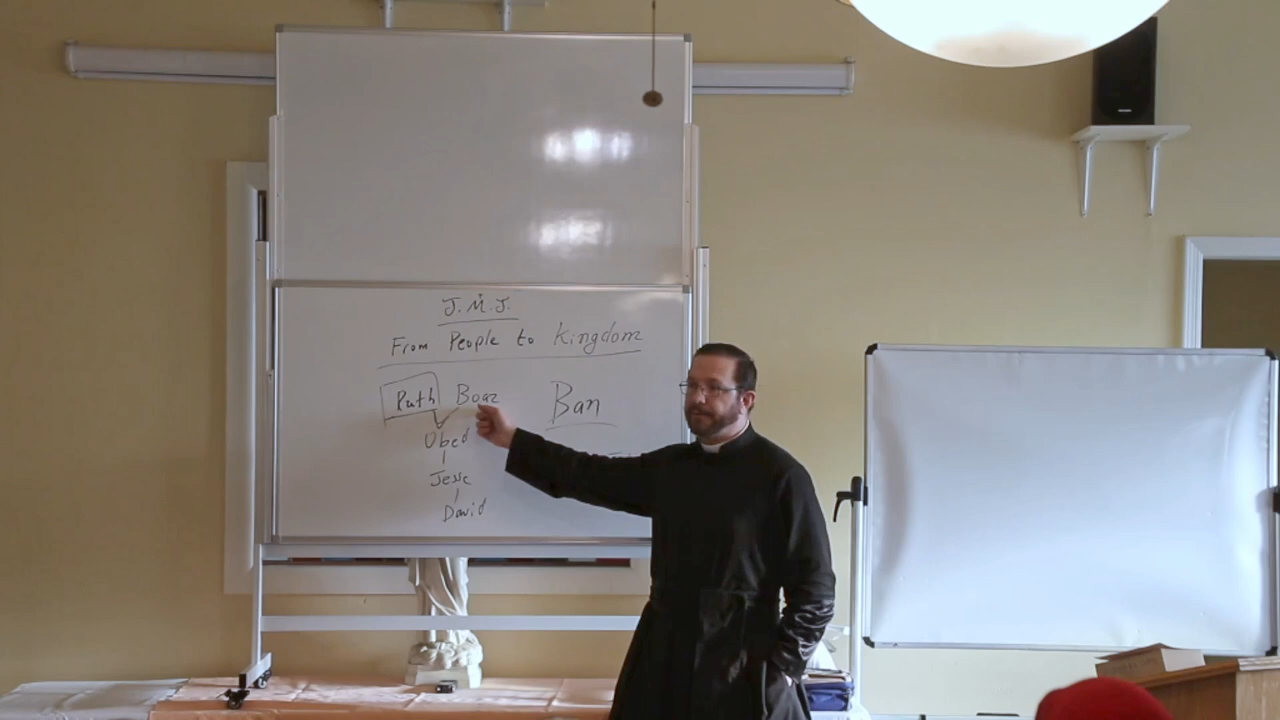 J.M.J.
From People to Kingdom
Ruth Boaz Ban
Obed
Jesse
David